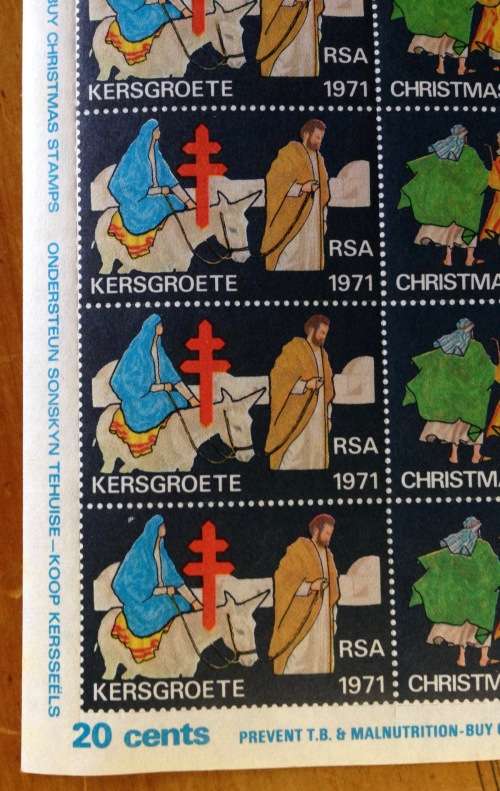 BUY CHRISTMAS STAMPS ONDERSTEUN SONSKYN TEHUISE—KOOP KERSSEËLS
RSA
KERSGROETE 1971 CHRISTMAS
RSA
KERSGROETE 1971 CHRISTMA
RSA
KERSGROETE 1971 CHRISTMA
RSA
KERSGROETE 1971 CHRISTM
20 cents PREVENT T.B. & MALNUTRITION-BUY